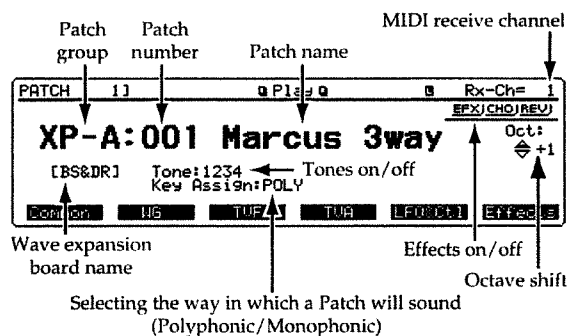 MIDI receive channel
Patch group
Patch number
Patch name
PATCH 1] Play Rx-Ch= 1
EFX CHO REV
XP-A:001 Marcus 3way
Oct:
+1
[BS&DR] Tone:1234
Tones on/off
Key Assign:POLY
Common WG TVF TVA LFO&Ctl Effects
Wave expansion board name
Effects on/off
Octave shift
Selecting the way in which a Patch will sound
(Polyphonic/Monophonic)